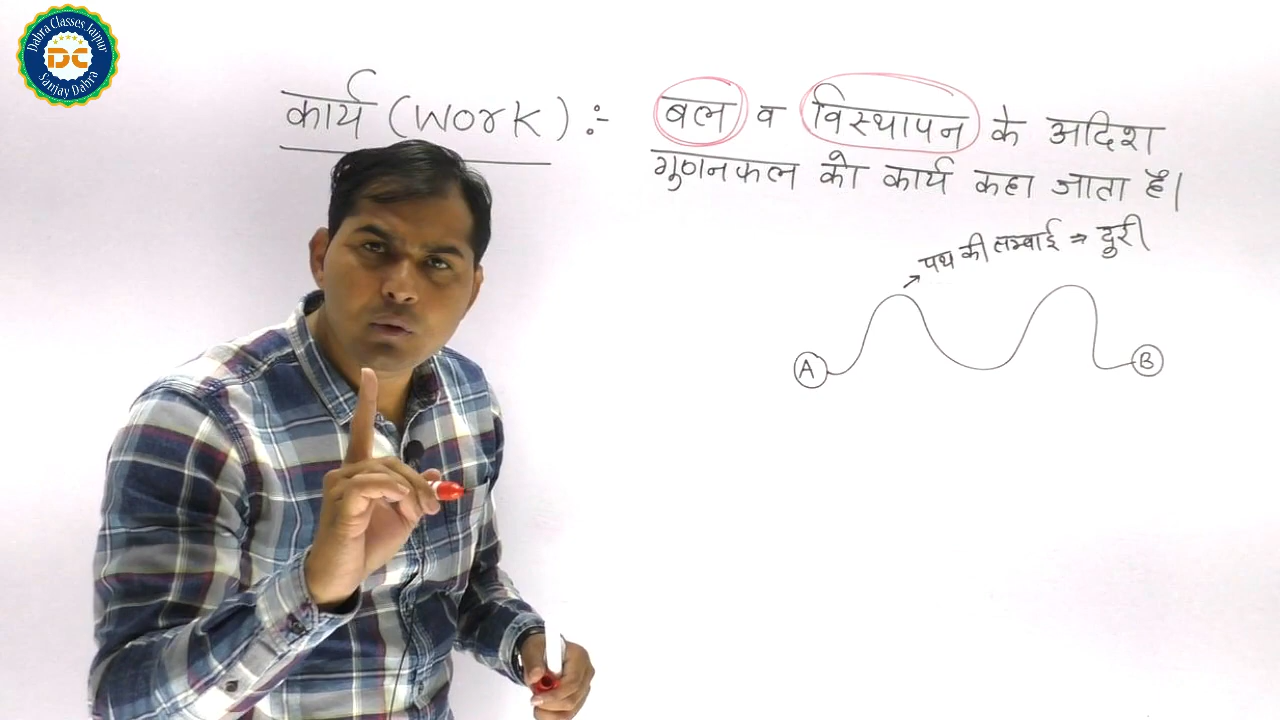 Dabra Classes Jaipur
DC
Sanjay Dabra
कार्य (Work) :- बल व विस्थापन के अदिश
गुणनफल को कार्य कहा जाता है।
→ पथ की लम्बाई ⇒ दुरी
A
B